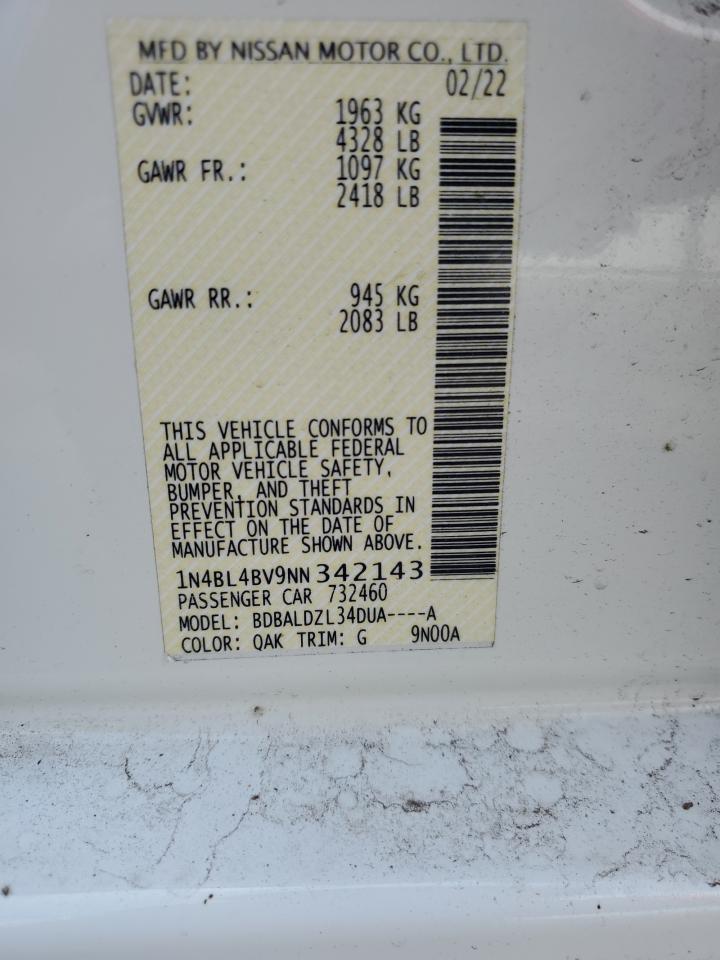 MFD BY NISSAN MOTOR CO., LTD.
DATE: 02/22
GVWR: 1963 KG
4328 LB
GAWR FR.: 1097 KG
2418 LB
GAWR RR.: 945 KG
2083 LB
THIS VEHICLE CONFORMS TO
ALL APPLICABLE FEDERAL
MOTOR VEHICLE SAFETY,
BUMPER, AND THEFT
PREVENTION STANDARDS IN
EFFECT ON THE DATE OF
MANUFACTURE SHOWN ABOVE.
1N4BL4BV9NN342143
PASSENGER CAR 732460
MODEL: BDBALDZL34DUA----A
COLOR: QAK TRIM: G 9N00A